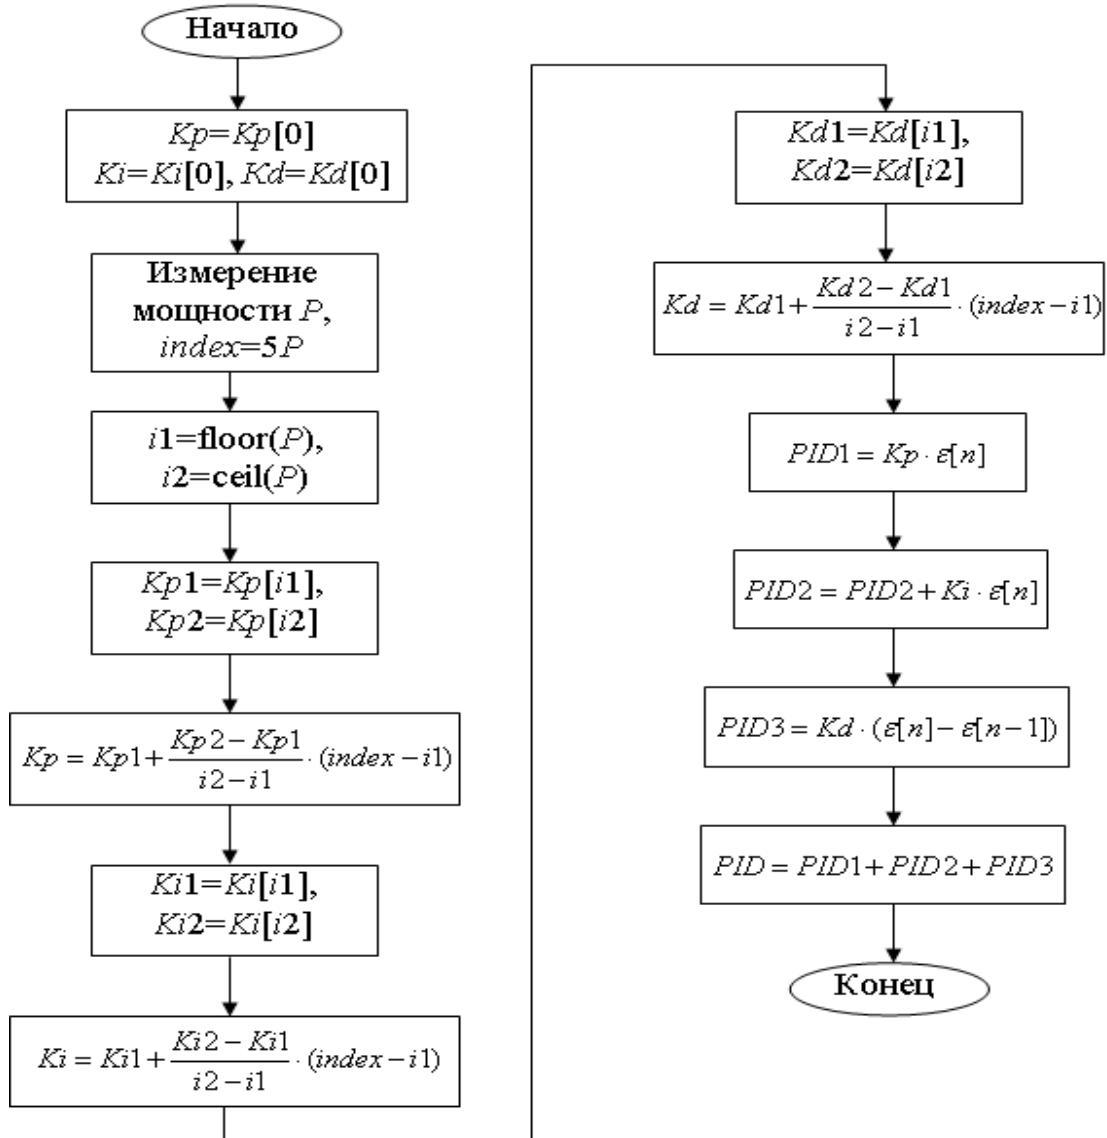 Начало
Kp=Kp[0]
Ki=Ki[0], Kd=Kd[0]
Измерение
мощности P,
index=5P
i1=floor(P),
i2=ceil(P)
Kp1=Kp[i1],
Kp2=Kp[i2]
Kp = Kp1+\frac{Kp2-Kp1}{i2-i1}·(index-i1)
Ki1=Ki[i1],
Ki2=Ki[i2]
Ki = Ki1+\frac{Ki2-Ki1}{i2-i1}·(index-i1)
Kd1=Kd[i1],
Kd2=Kd[i2]
Kd = Kd1+\frac{Kd2-Kd1}{i2-i1}·(index-i1)
PID1 = Kp·ε[n]
PID2 = PID2+Ki·ε[n]
PID3 = Kd·(ε[n]-ε[n-1])
PID = PID1+PID2+PID3
Конец